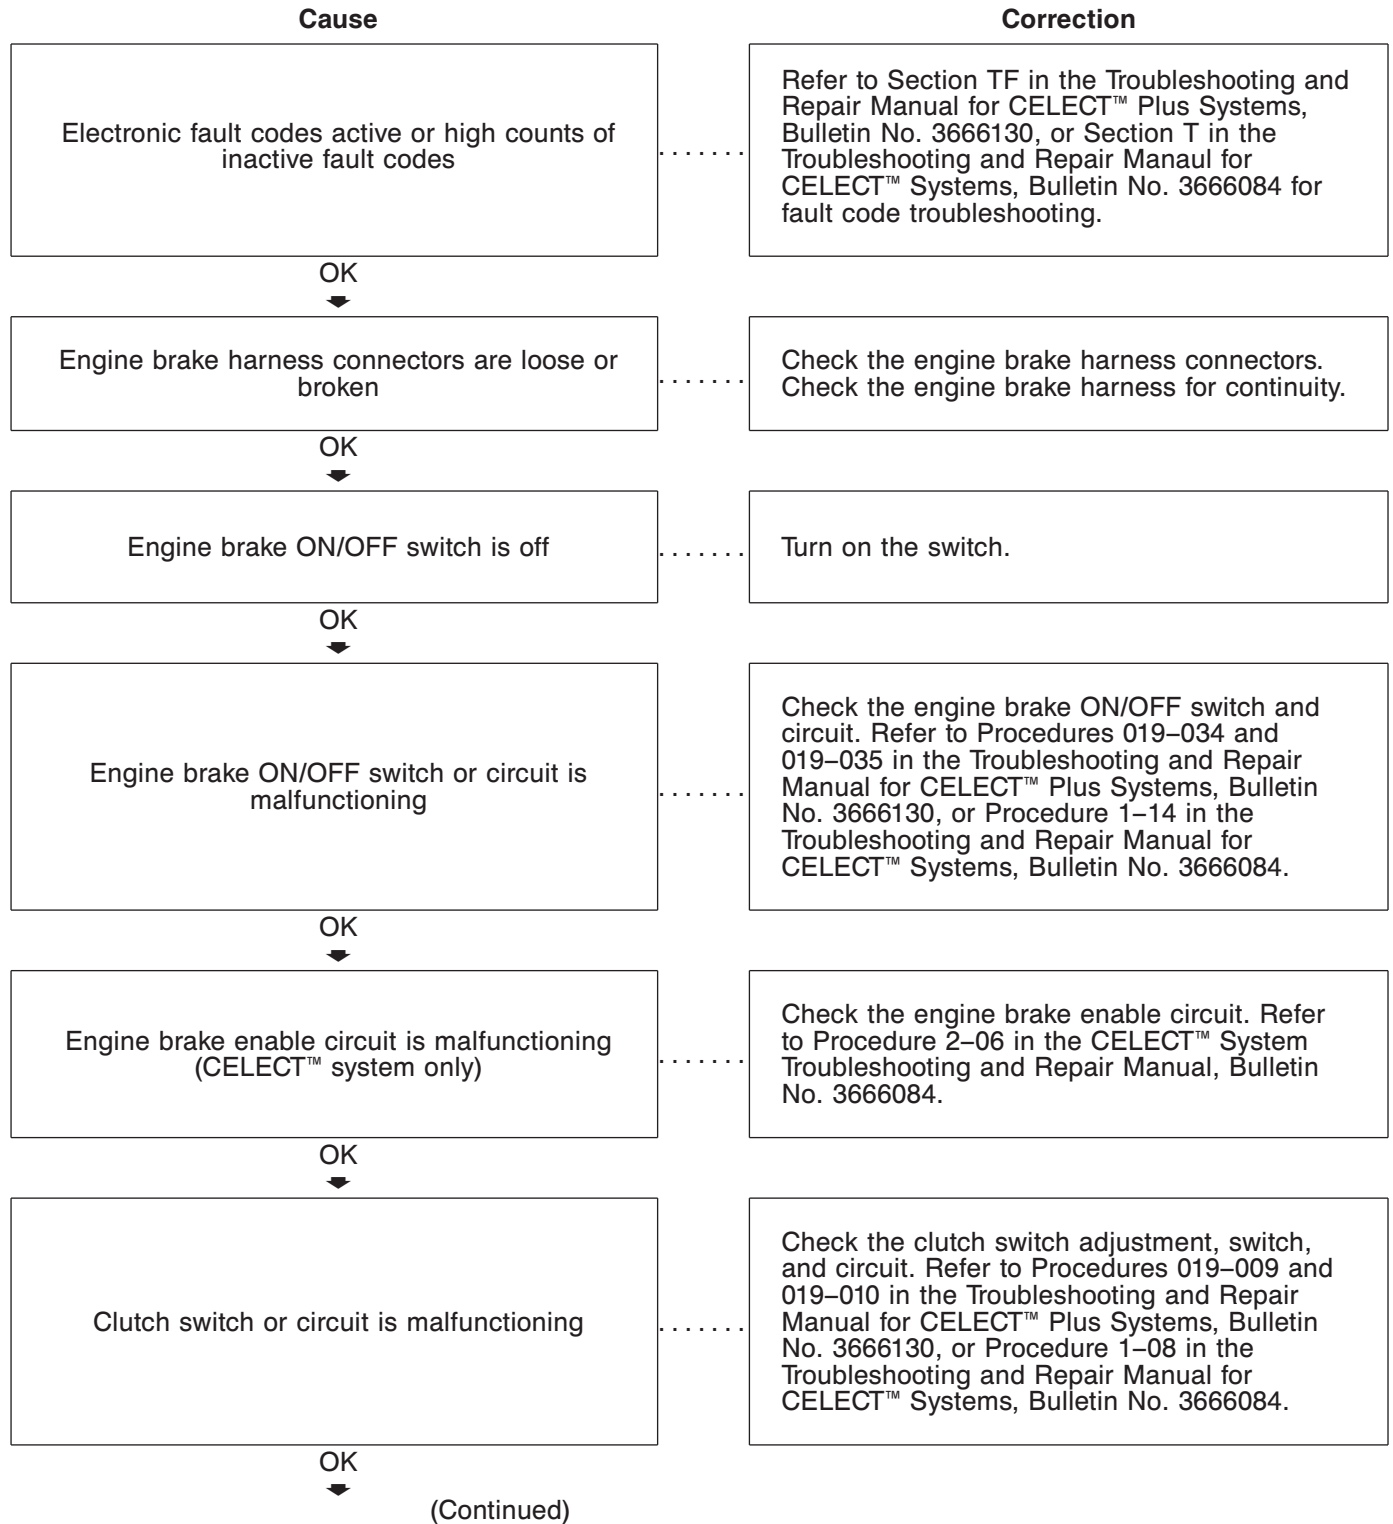 Cause
Correction
Electronic fault codes active or high counts of
inactive fault codes
.......
Refer to Section TF in the Troubleshooting and
Repair Manual for CELECT™ Plus Systems,
Bulletin No. 3666130, or Section T in the
Troubleshooting and Repair Manaul for
CELECT™ Systems, Bulletin No. 3666084 for
fault code troubleshooting.
OK
Engine brake harness connectors are loose or
broken
.......
Check the engine brake harness connectors.
Check the engine brake harness for continuity.
OK
Engine brake ON/OFF switch is off
.......
Turn on the switch.
OK
Engine brake ON/OFF switch or circuit is
malfunctioning
.......
Check the engine brake ON/OFF switch and
circuit. Refer to Procedures 019–034 and
019–035 in the Troubleshooting and Repair
Manual for CELECT™ Plus Systems, Bulletin
No. 3666130, or Procedure 1–14 in the
Troubleshooting and Repair Manual for
CELECT™ Systems, Bulletin No. 3666084.
OK
Engine brake enable circuit is malfunctioning
(CELECT™ system only)
.......
Check the engine brake enable circuit. Refer
to Procedure 2–06 in the CELECT™ System
Troubleshooting and Repair Manual, Bulletin
No. 3666084.
OK
Clutch switch or circuit is malfunctioning
.......
Check the clutch switch adjustment, switch,
and circuit. Refer to Procedures 019–009 and
019–010 in the Troubleshooting and Repair
Manual for CELECT™ Plus Systems, Bulletin
No. 3666130, or Procedure 1–08 in the
Troubleshooting and Repair Manual for
CELECT™ Systems, Bulletin No. 3666084.
OK
(Continued)